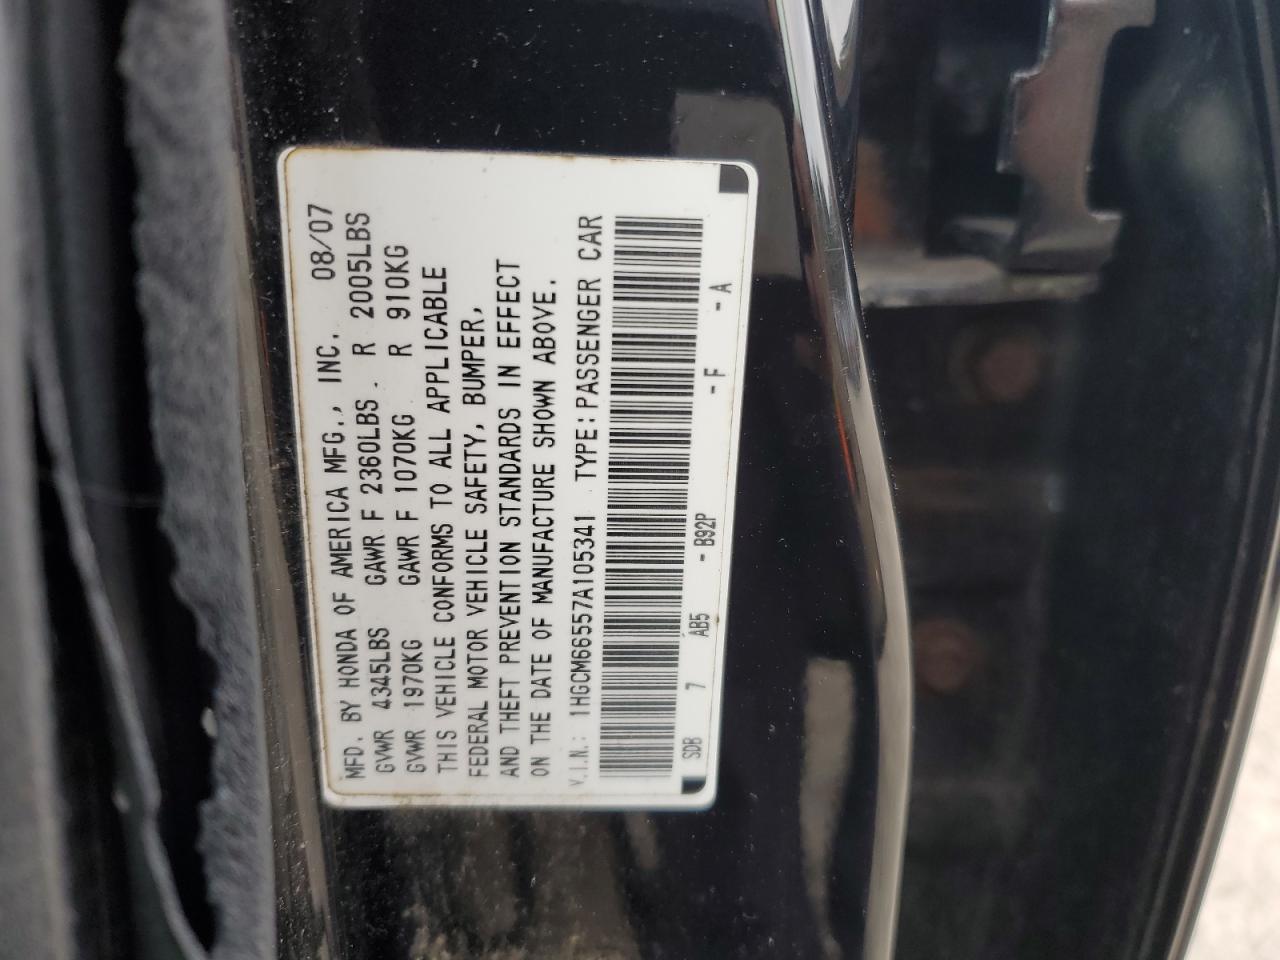 MFD. BY HONDA OF AMERICA MFG., INC. 08/07
GVWR 4345LBS GAWR F 2360LBS. R 2005LBS
GVWR 1970KG GAWR F 1070KG R 910KG
THIS VEHICLE CONFORMS TO ALL APPLICABLE
FEDERAL MOTOR VEHICLE SAFETY, BUMPER,
AND THEFT PREVENTION STANDARDS IN EFFECT
ON THE DATE OF MANUFACTURE SHOWN ABOVE.
V.I.N.: 1HGCM66557A105341 TYPE:PASSENGER CAR
SDB 7 AB5 - B92P - F - A